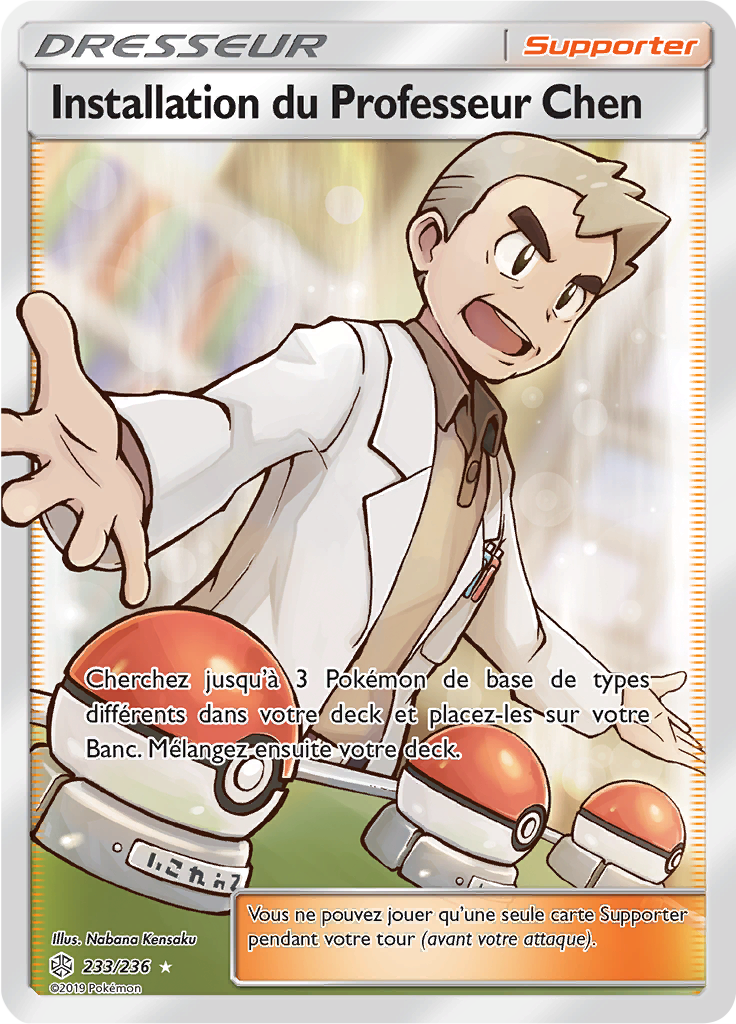 DRESSEUR
Supporter
Installation du Professeur Chen
Cherchez jusqu'à 3 Pokémon de base de types
différents dans votre deck et placez-les sur votre
Banc. Mélangez ensuite votre deck.
Vous ne pouvez jouer qu'une seule carte Supporter
pendant votre tour (avant votre attaque).
Illus. Nabana Kensaku
233/236
©2019 Pokémon